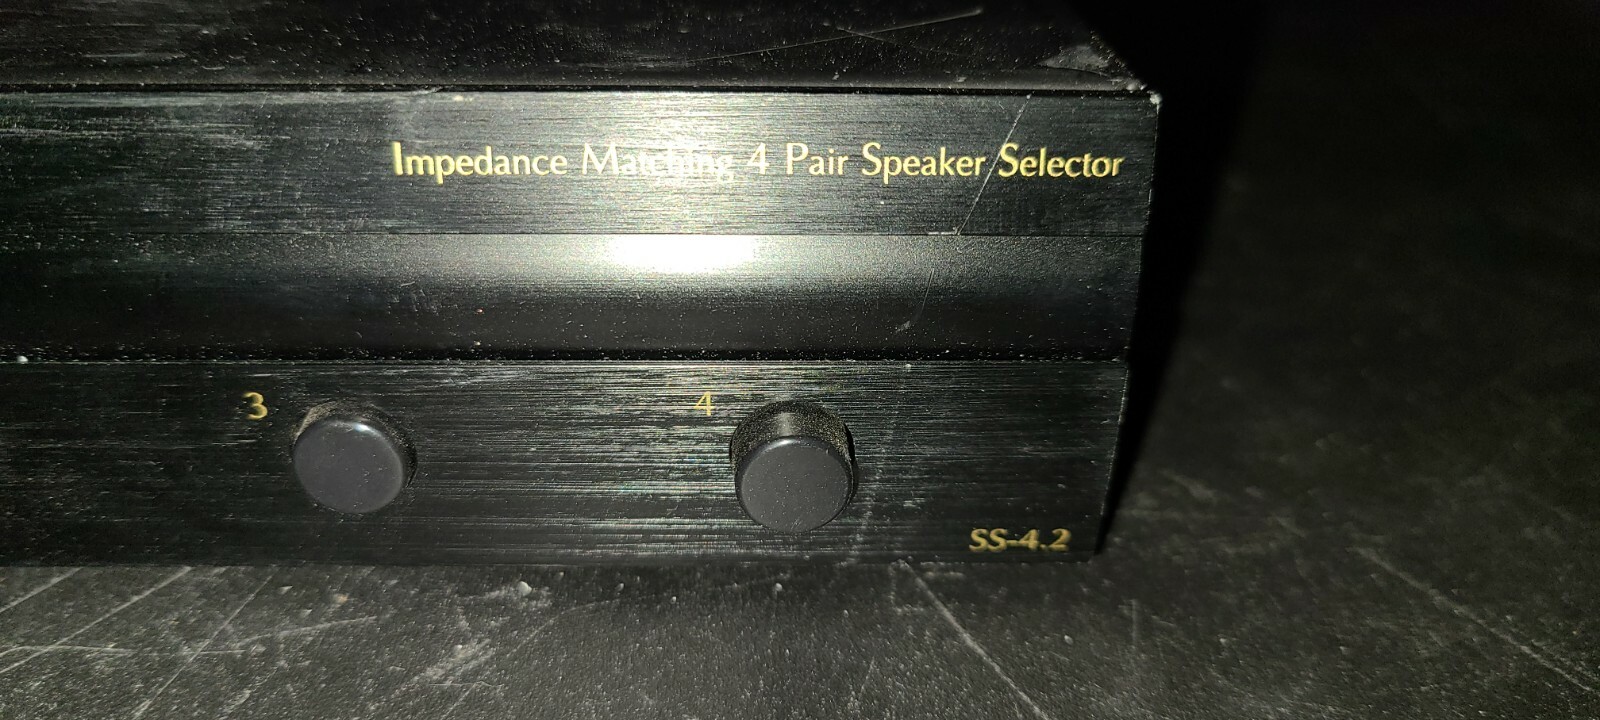 Impedance Matching 4 Pair Speaker Selector
3
4
SS-4.2